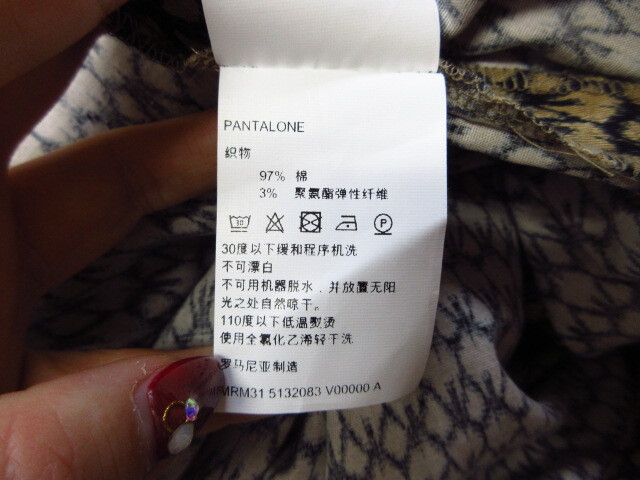 PANTALONE
织物
97% 棉
3% 聚氨酯弹性纤维
30度以下缓和程序机洗
不可漂白
不可用机器脱水．并放置无阳
光之处自然晾干。
110度以下低温熨烫
使用全氯化乙烯轻干洗
罗马尼亚制造
MRM31 5132083 V00000 A